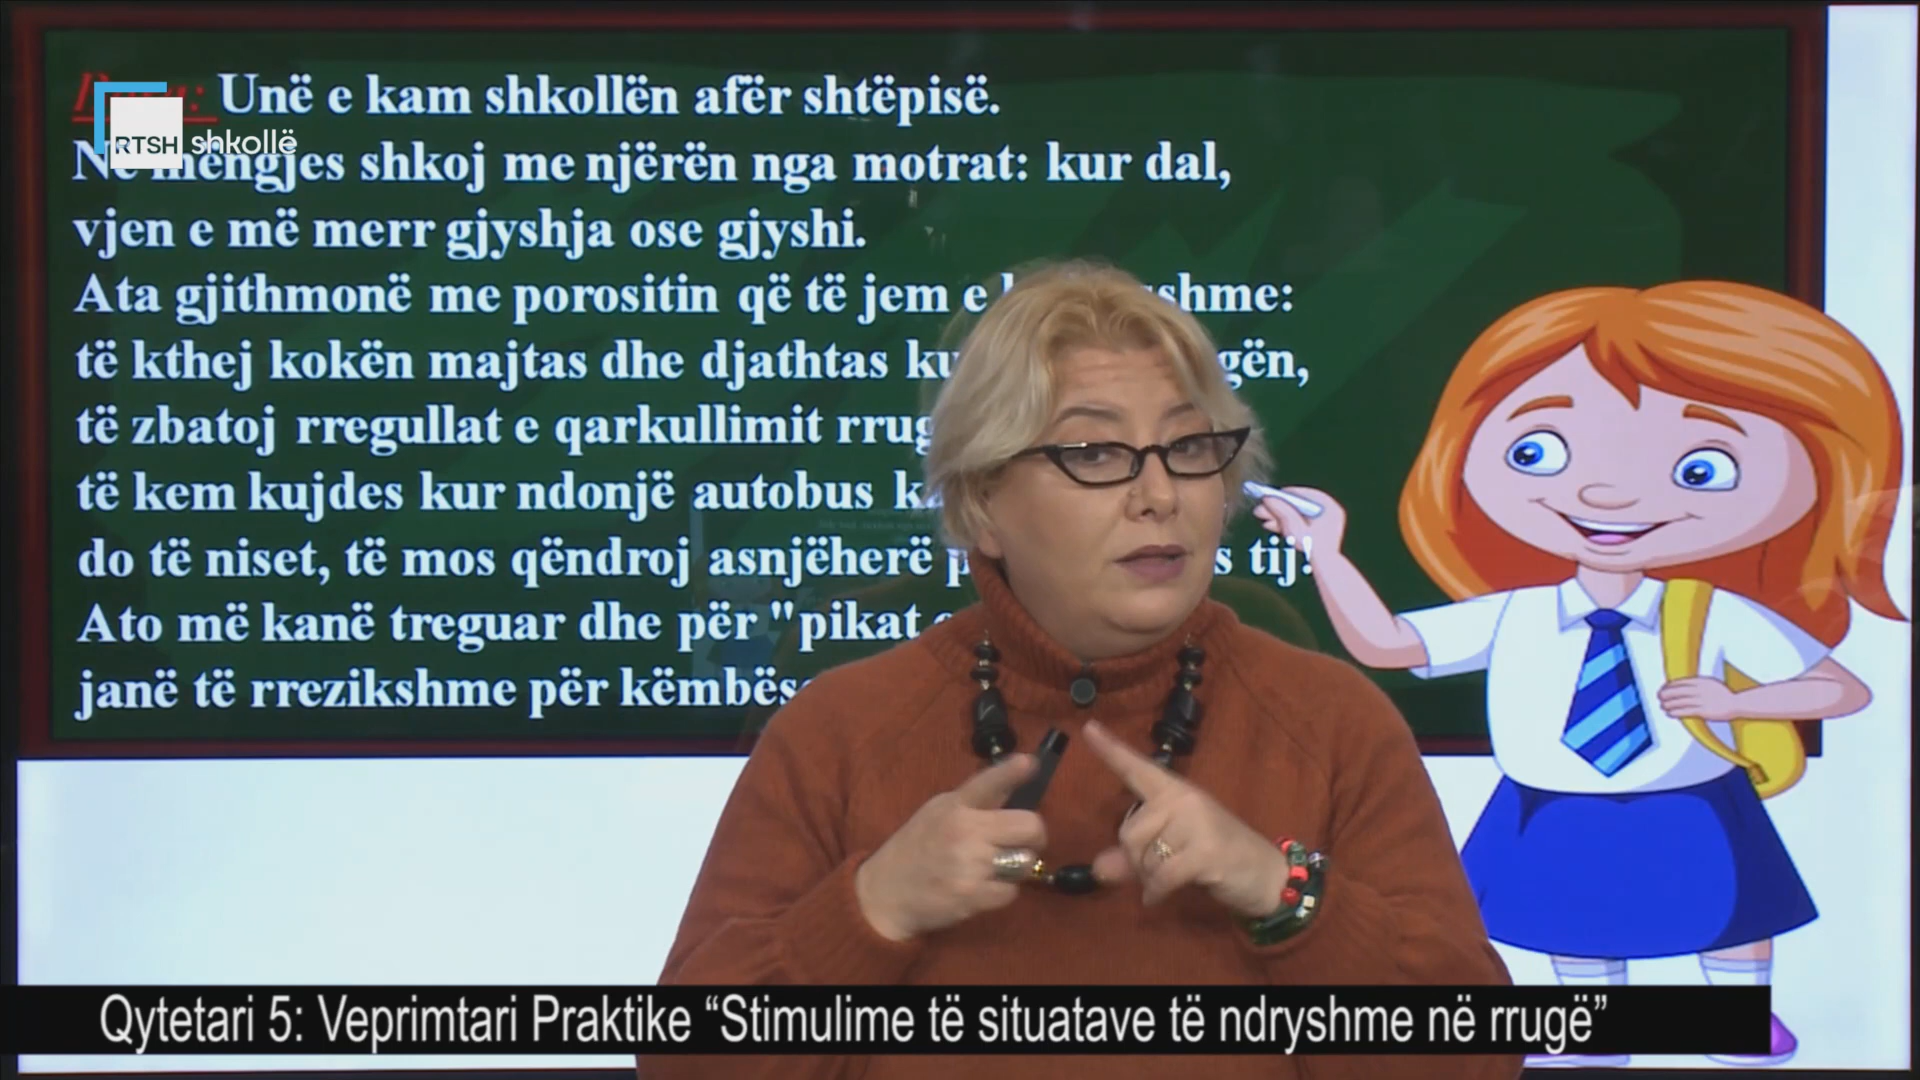 Unë e kam shkollën afër shtëpisë.
RTSH shkollë
mëngjes shkoj me njërën nga motrat: kur dal,
vjen e më merr gjyshja ose gjyshi.
Ata gjithmonë me porositin që të jem e
të kthej kokën majtas dhe djathtas
të zbatoj rregullat e qarkullimit
të kem kujdes kur ndonjë autobus
do të niset, të mos qëndroj asnjëherë tij!
Ato më kanë treguar dhe për "pikat
janë të rrezikshme për
Qytetari 5: Veprimtari Praktike “Stimulime të situatave të ndryshme në rrugë”